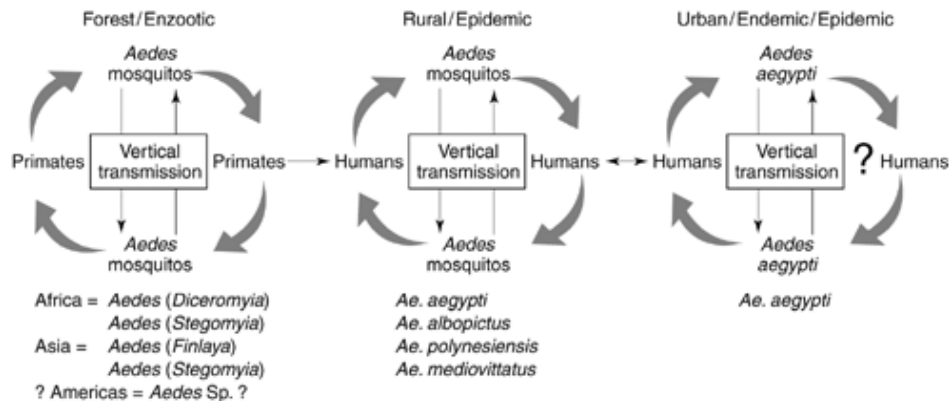 Forest/Enzootic
Aedes
mosquitos
Primates
Vertical
transmission
Primates
Aedes
mosquitos
Africa = Aedes (Diceromyia)
Aedes (Stegomyia)
Asia = Aedes (Finlaya)
Aedes (Stegomyia)
? Americas = Aedes Sp. ?
Rural/Epidemic
Aedes
mosquitos
Humans
Vertical
transmission
Humans
Aedes
mosquitos
Ae. aegypti
Ae. albopictus
Ae. polynesiensis
Ae. mediovittatus
Urban/Endemic/Epidemic
Aedes
aegypti
Humans
Vertical
transmission
?
Humans
Aedes
aegypti
Ae. aegypti